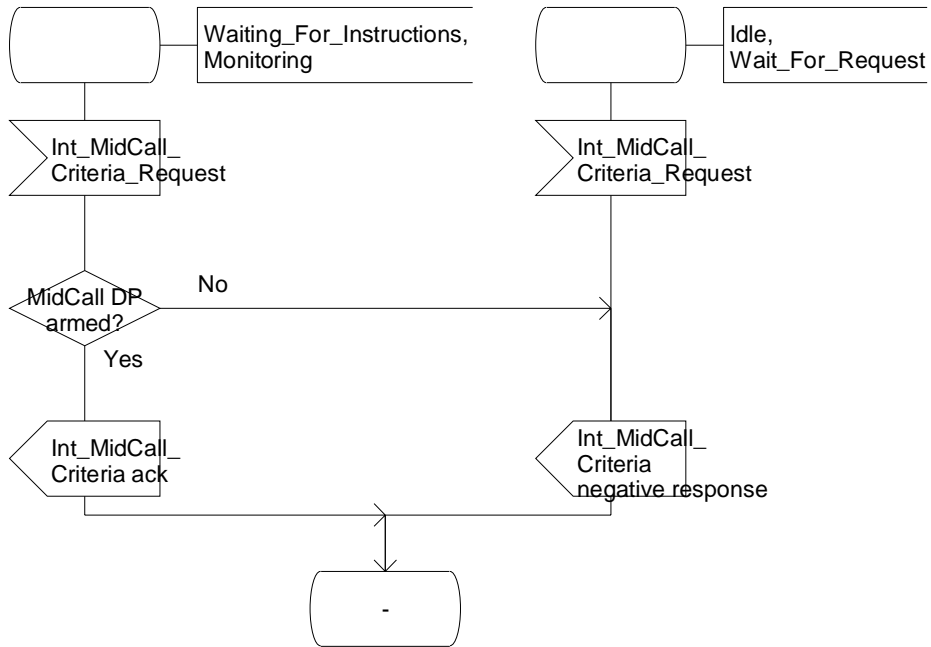 Waiting_For_Instructions,
Monitoring
Idle,
Wait_For_Request
Int_MidCall_
Criteria_Request
Int_MidCall_
Criteria_Request
MidCall DP
armed?
No
Yes
Int_MidCall_
Criteria ack
Int_MidCall_
Criteria
negative response
-